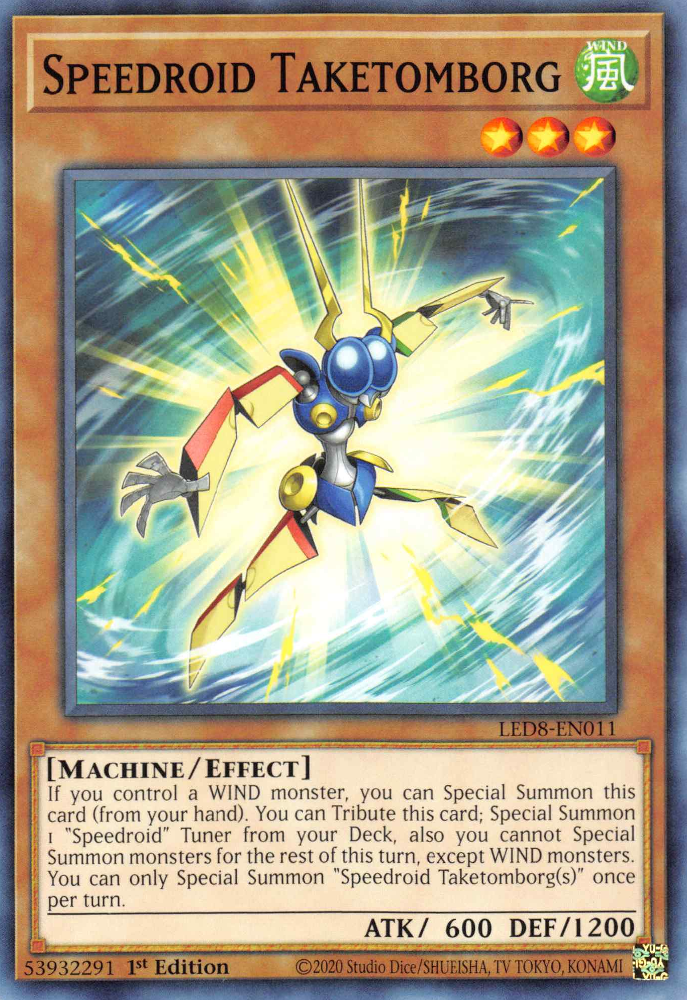 SPEEDROID TAKETOMBORG
WIND
風
LED8-EN011
[MACHINE/EFFECT]
If you control a WIND monster, you can Special Summon this
card (from your hand). You can Tribute this card; Special Summon
1 "Speedroid" Tuner from your Deck, also you cannot Special
Summon monsters for the rest of this turn, except WIND monsters.
You can only Special Summon "Speedroid Taketomborg(s)" once
per turn.
ATK/ 600 DEF/1200
53932291 1st Edition ©2020 Studio Dice/SHUEISHA, TV TOKYO, KONAMI